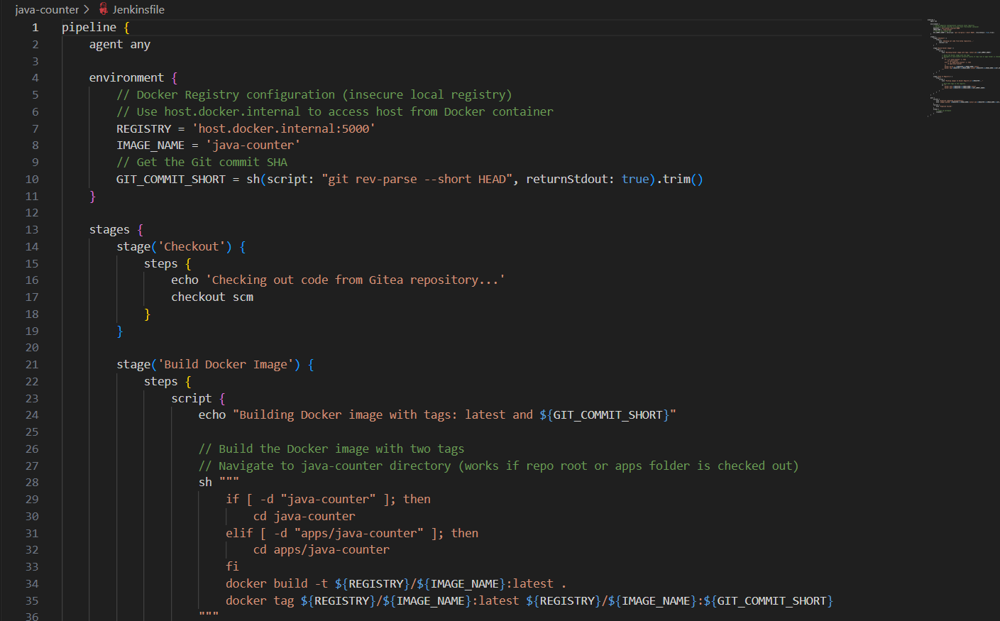 java-counter > Jenkinsfile
1 pipeline {
2     agent any
3
4     environment {
5         // Docker Registry configuration (insecure local registry)
6         // Use host.docker.internal to access host from Docker container
7         REGISTRY = 'host.docker.internal:5000'
8         IMAGE_NAME = 'java-counter'
9         // Get the Git commit SHA
10         GIT_COMMIT_SHORT = sh(script: "git rev-parse --short HEAD", returnStdout: true).trim()
11     }
12
13     stages {
14         stage('Checkout') {
15             steps {
16                 echo 'Checking out code from Gitea repository...'
17                 checkout scm
18             }
19         }
20
21         stage('Build Docker Image') {
22             steps {
23                 script {
24                     echo "Building Docker image with tags: latest and ${GIT_COMMIT_SHORT}"
25
26                     // Build the Docker image with two tags
27                     // Navigate to java-counter directory (works if repo root or apps folder is checked out)
28                     sh """
29                         if [ -d "java-counter" ]; then
30                             cd java-counter
31                         elif [ -d "apps/java-counter" ]; then
32                             cd apps/java-counter
33                         fi
34                         docker build -t ${REGISTRY}/${IMAGE_NAME}:latest .
35                         docker tag ${REGISTRY}/${IMAGE_NAME}:latest ${REGISTRY}/${IMAGE_NAME}:${GIT_COMMIT_SHORT}
36                     """